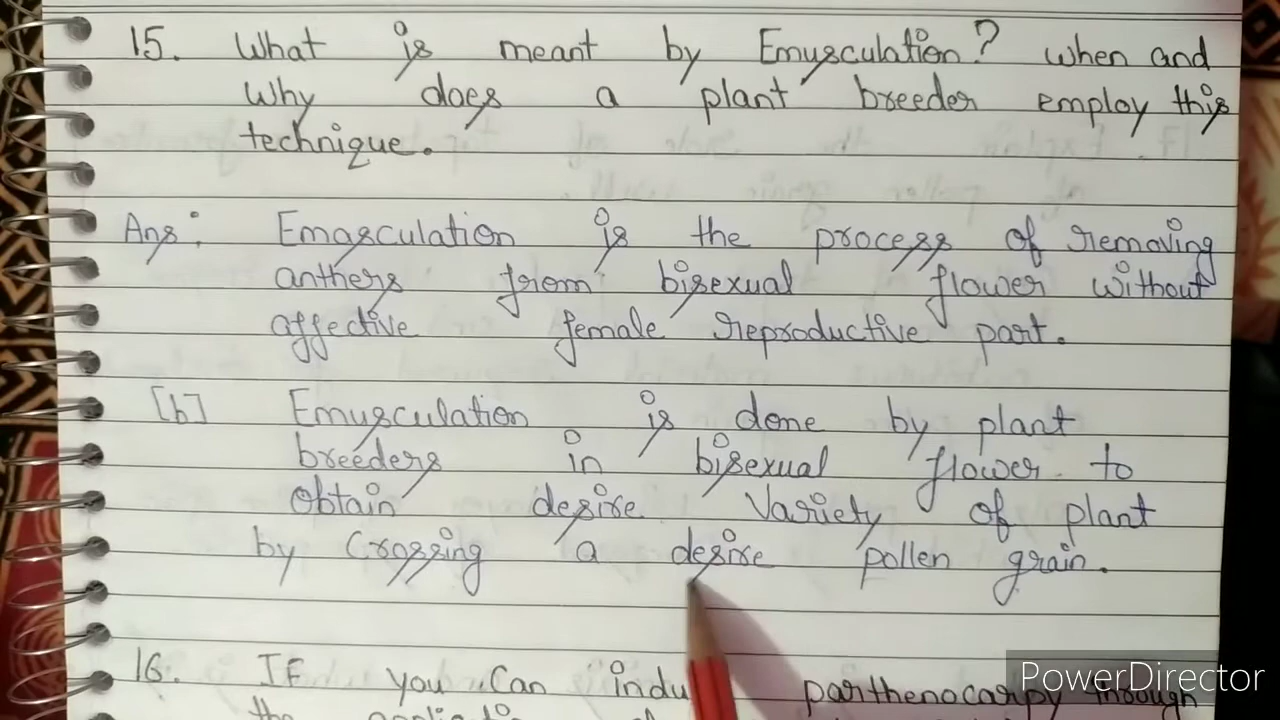 15. What is meant by Emusculation? When and
Why does a plant breeder employ this
technique.
Ans: Emasculation is the process of removing
anthers from bisexual flower without
affective female reproductive part.
[b] Emusculation is done by plant
breeders in bisexual flower to
obtain desire variety of plant
by Crossing a desire pollen grain.
16. If you Can indu parthenocarpy through
the of
PowerDirector